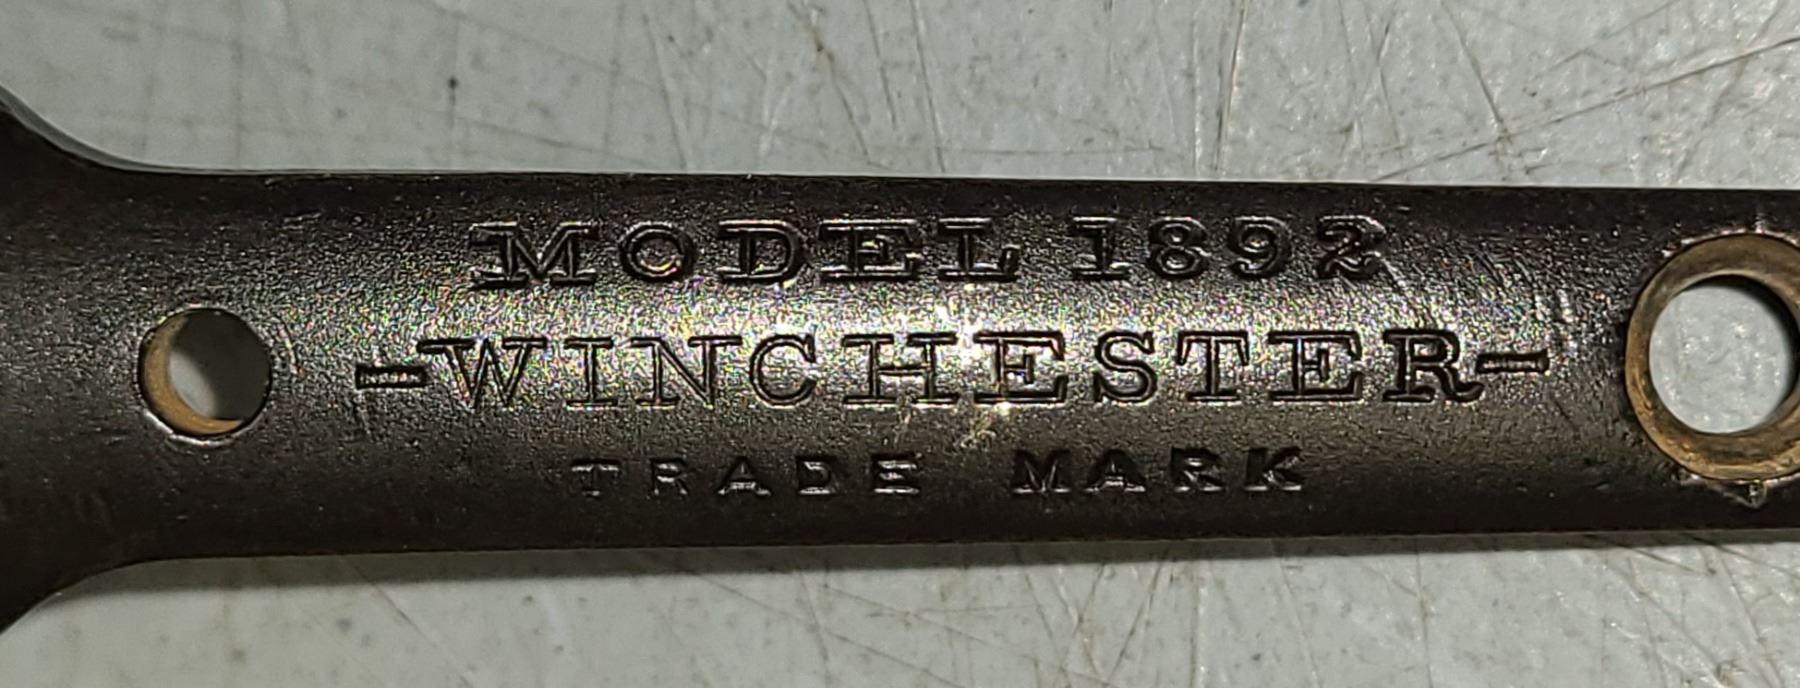 MODEL 1892
-WINCHESTER-
TRADE MARK